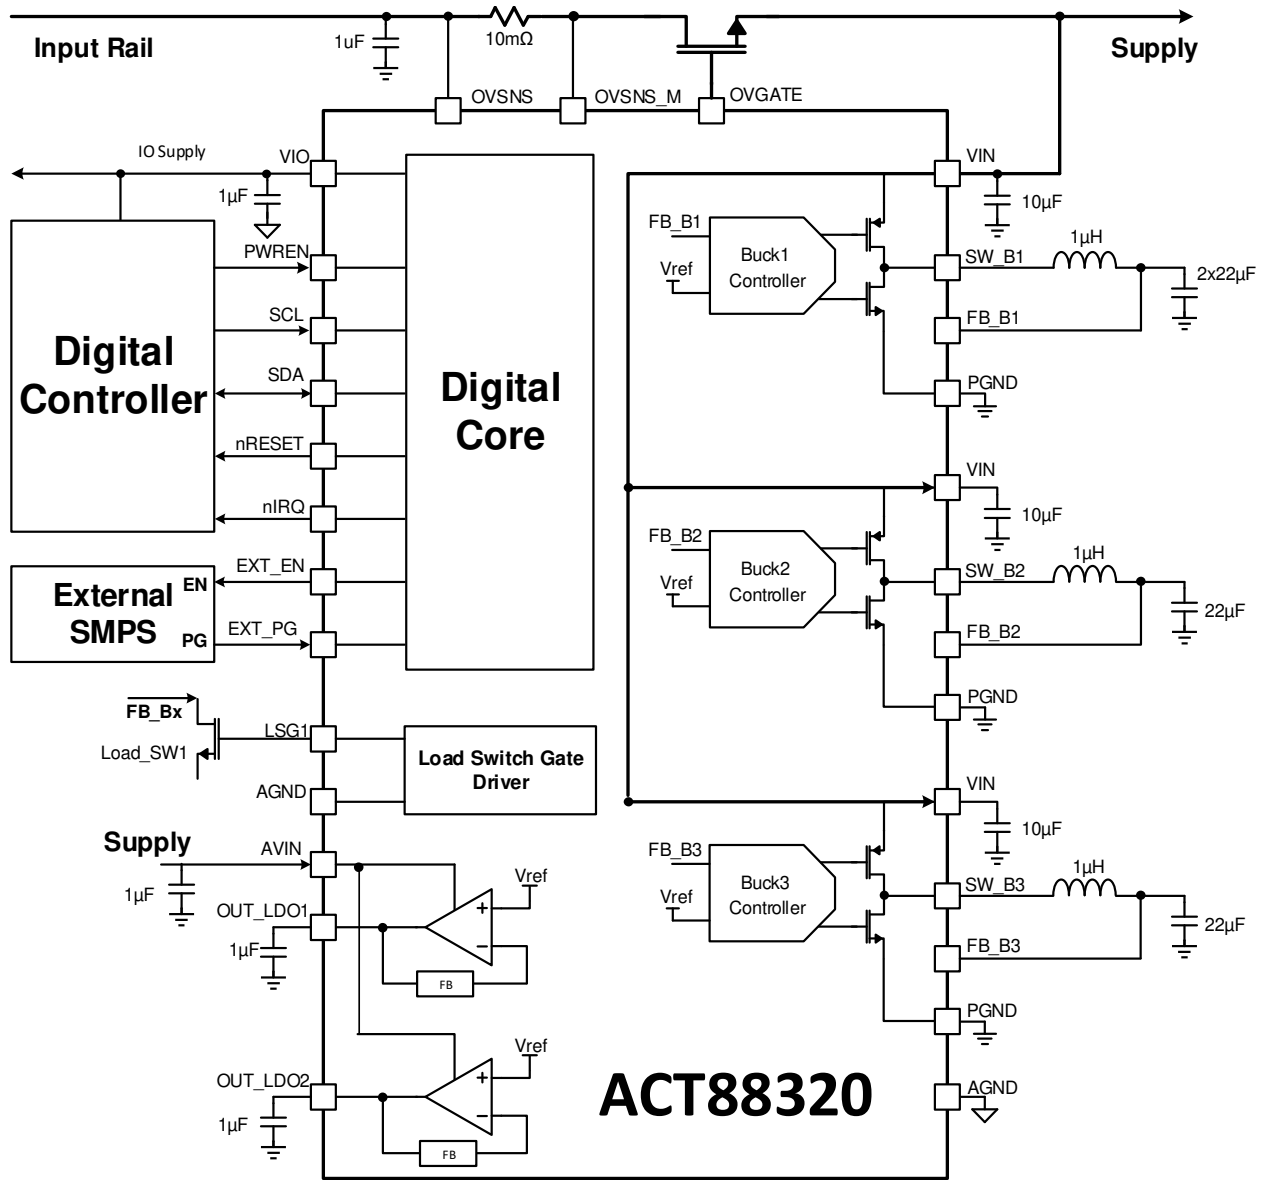 Input Rail
1uF
10mΩ
Supply
OVSNS
OVSNS_M
OVGATE
IO Supply
VIO
1µF
Digital
Controller
PWREN
SCL
SDA
nRESET
nIRQ
Digital
Core
External
SMPS
EN
PG
EXT_EN
EXT_PG
FB_Bx
Load_SW1
LSG1
AGND
Load Switch Gate
Driver
Supply
AVIN
1µF
OUT_LDO1
1µF
Vref
+
−
FB
OUT_LDO2
1µF
Vref
+
−
FB
VIN
10µF
FB_B1
Vref
Buck1
Controller
SW_B1
1µH
2x22µF
FB_B1
PGND
VIN
10µF
FB_B2
Vref
Buck2
Controller
SW_B2
1µH
22µF
FB_B2
PGND
VIN
10µF
FB_B3
Vref
Buck3
Controller
SW_B3
1µH
22µF
FB_B3
PGND
AGND
ACT88320